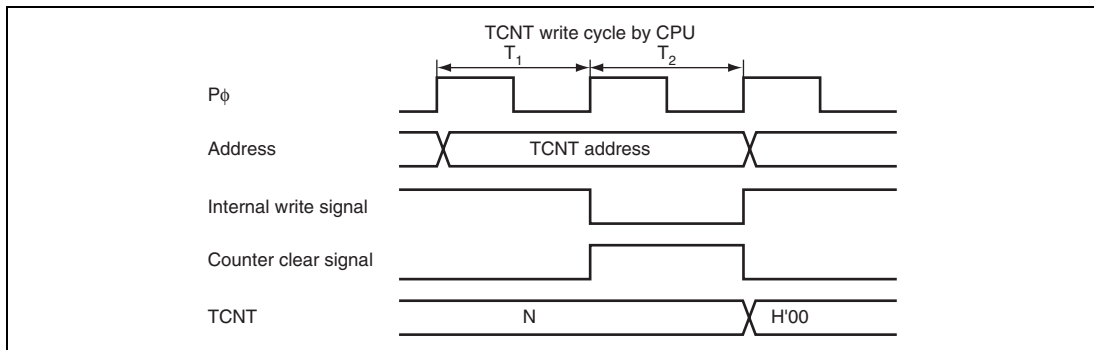 TCNT write cycle by CPU
T1 T2
Pφ
Address TCNT address
Internal write signal
Counter clear signal
TCNT N H'00